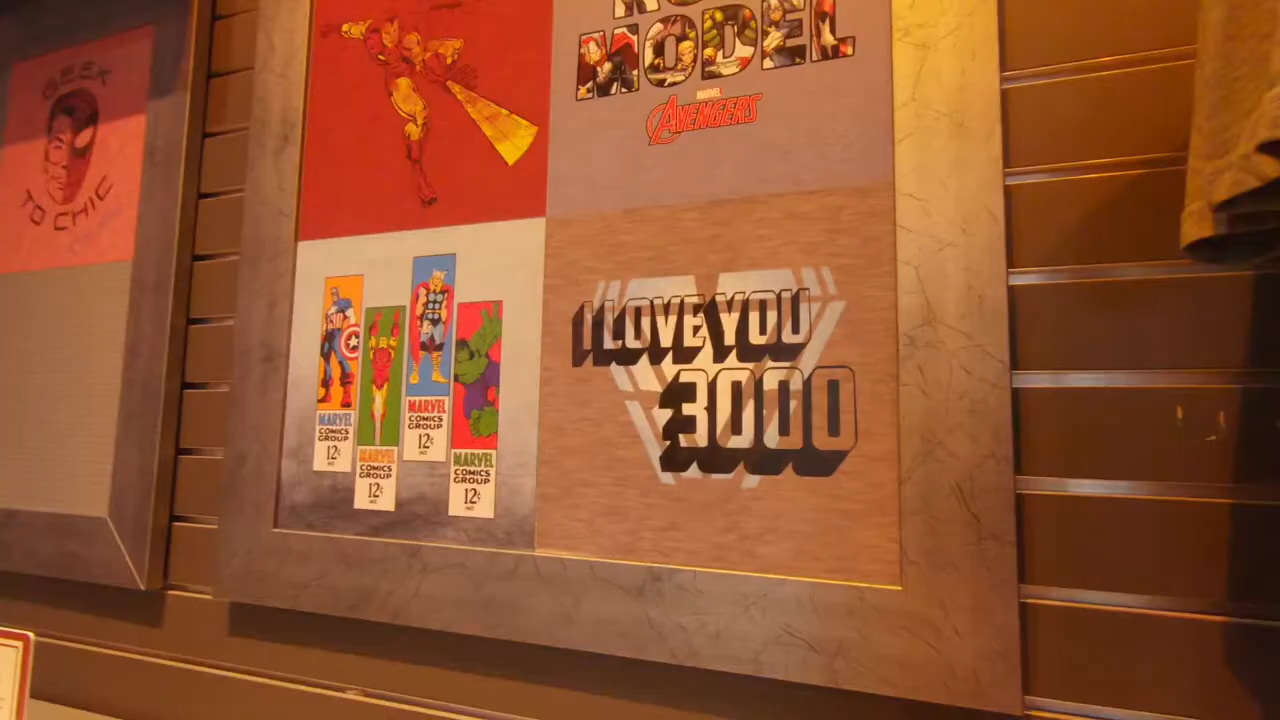 GEEK
TO CHIC
MODEL
MARVEL
AVENGERS
MARVEL
COMICS
GROUP
12¢
MARVEL
COMICS
GROUP
12¢
MARVEL
COMICS
GROUP
12¢
MARVEL
COMICS
GROUP
12¢
I LOVE YOU
3000